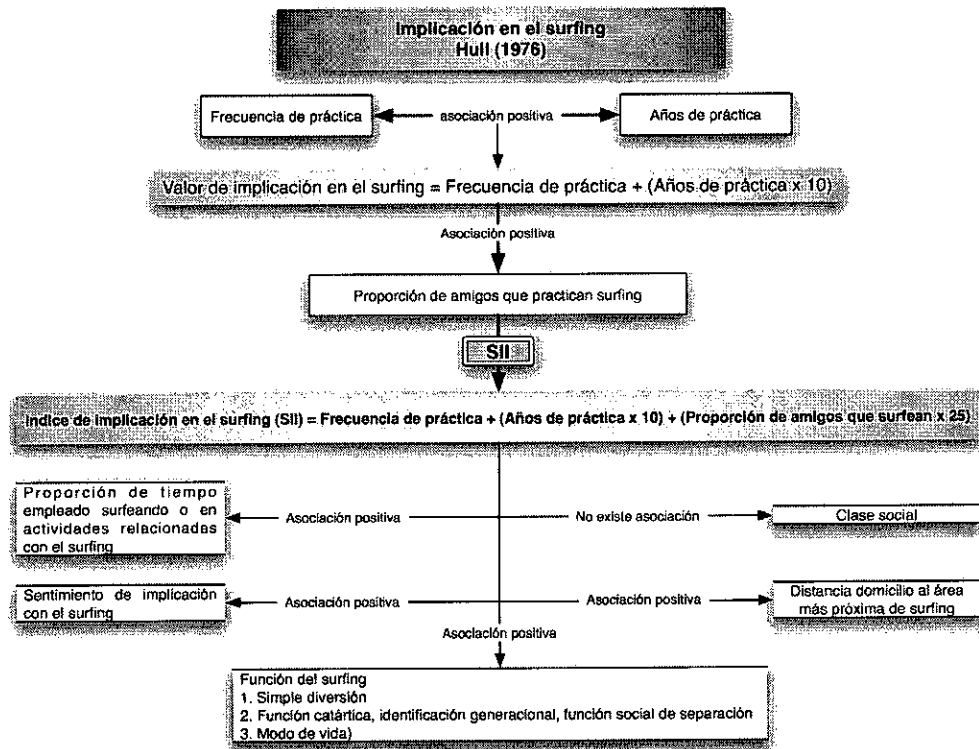 Implicación en el surfing
Hull (1976)
Frecuencia de práctica
asociación positiva
Años de práctica
Valor de implicación en el surfing = Frecuencia de práctica + (Años de práctica x 10)
Asociación positiva
Proporción de amigos que practican surfing
SII
Indice de implicación en el surfing (SII) = Frecuencia de práctica + (Años de práctica x 10) + (Proporción de amigos que surfean x 25)
Proporción de tiempo
empleado surfeando o en
actividades relacionadas
con el surfing
Asociación positiva
No existe asociación
Clase social
Sentimiento de implicación
con el surfing
Asociación positiva
Asociación positiva
Distancia domicilio al área
más próxima de surfing
Asociación positiva
Función del surfing
1. Simple diversión
2. Función catártica, identificación generacional, función social de separación
3. Modo de vida)